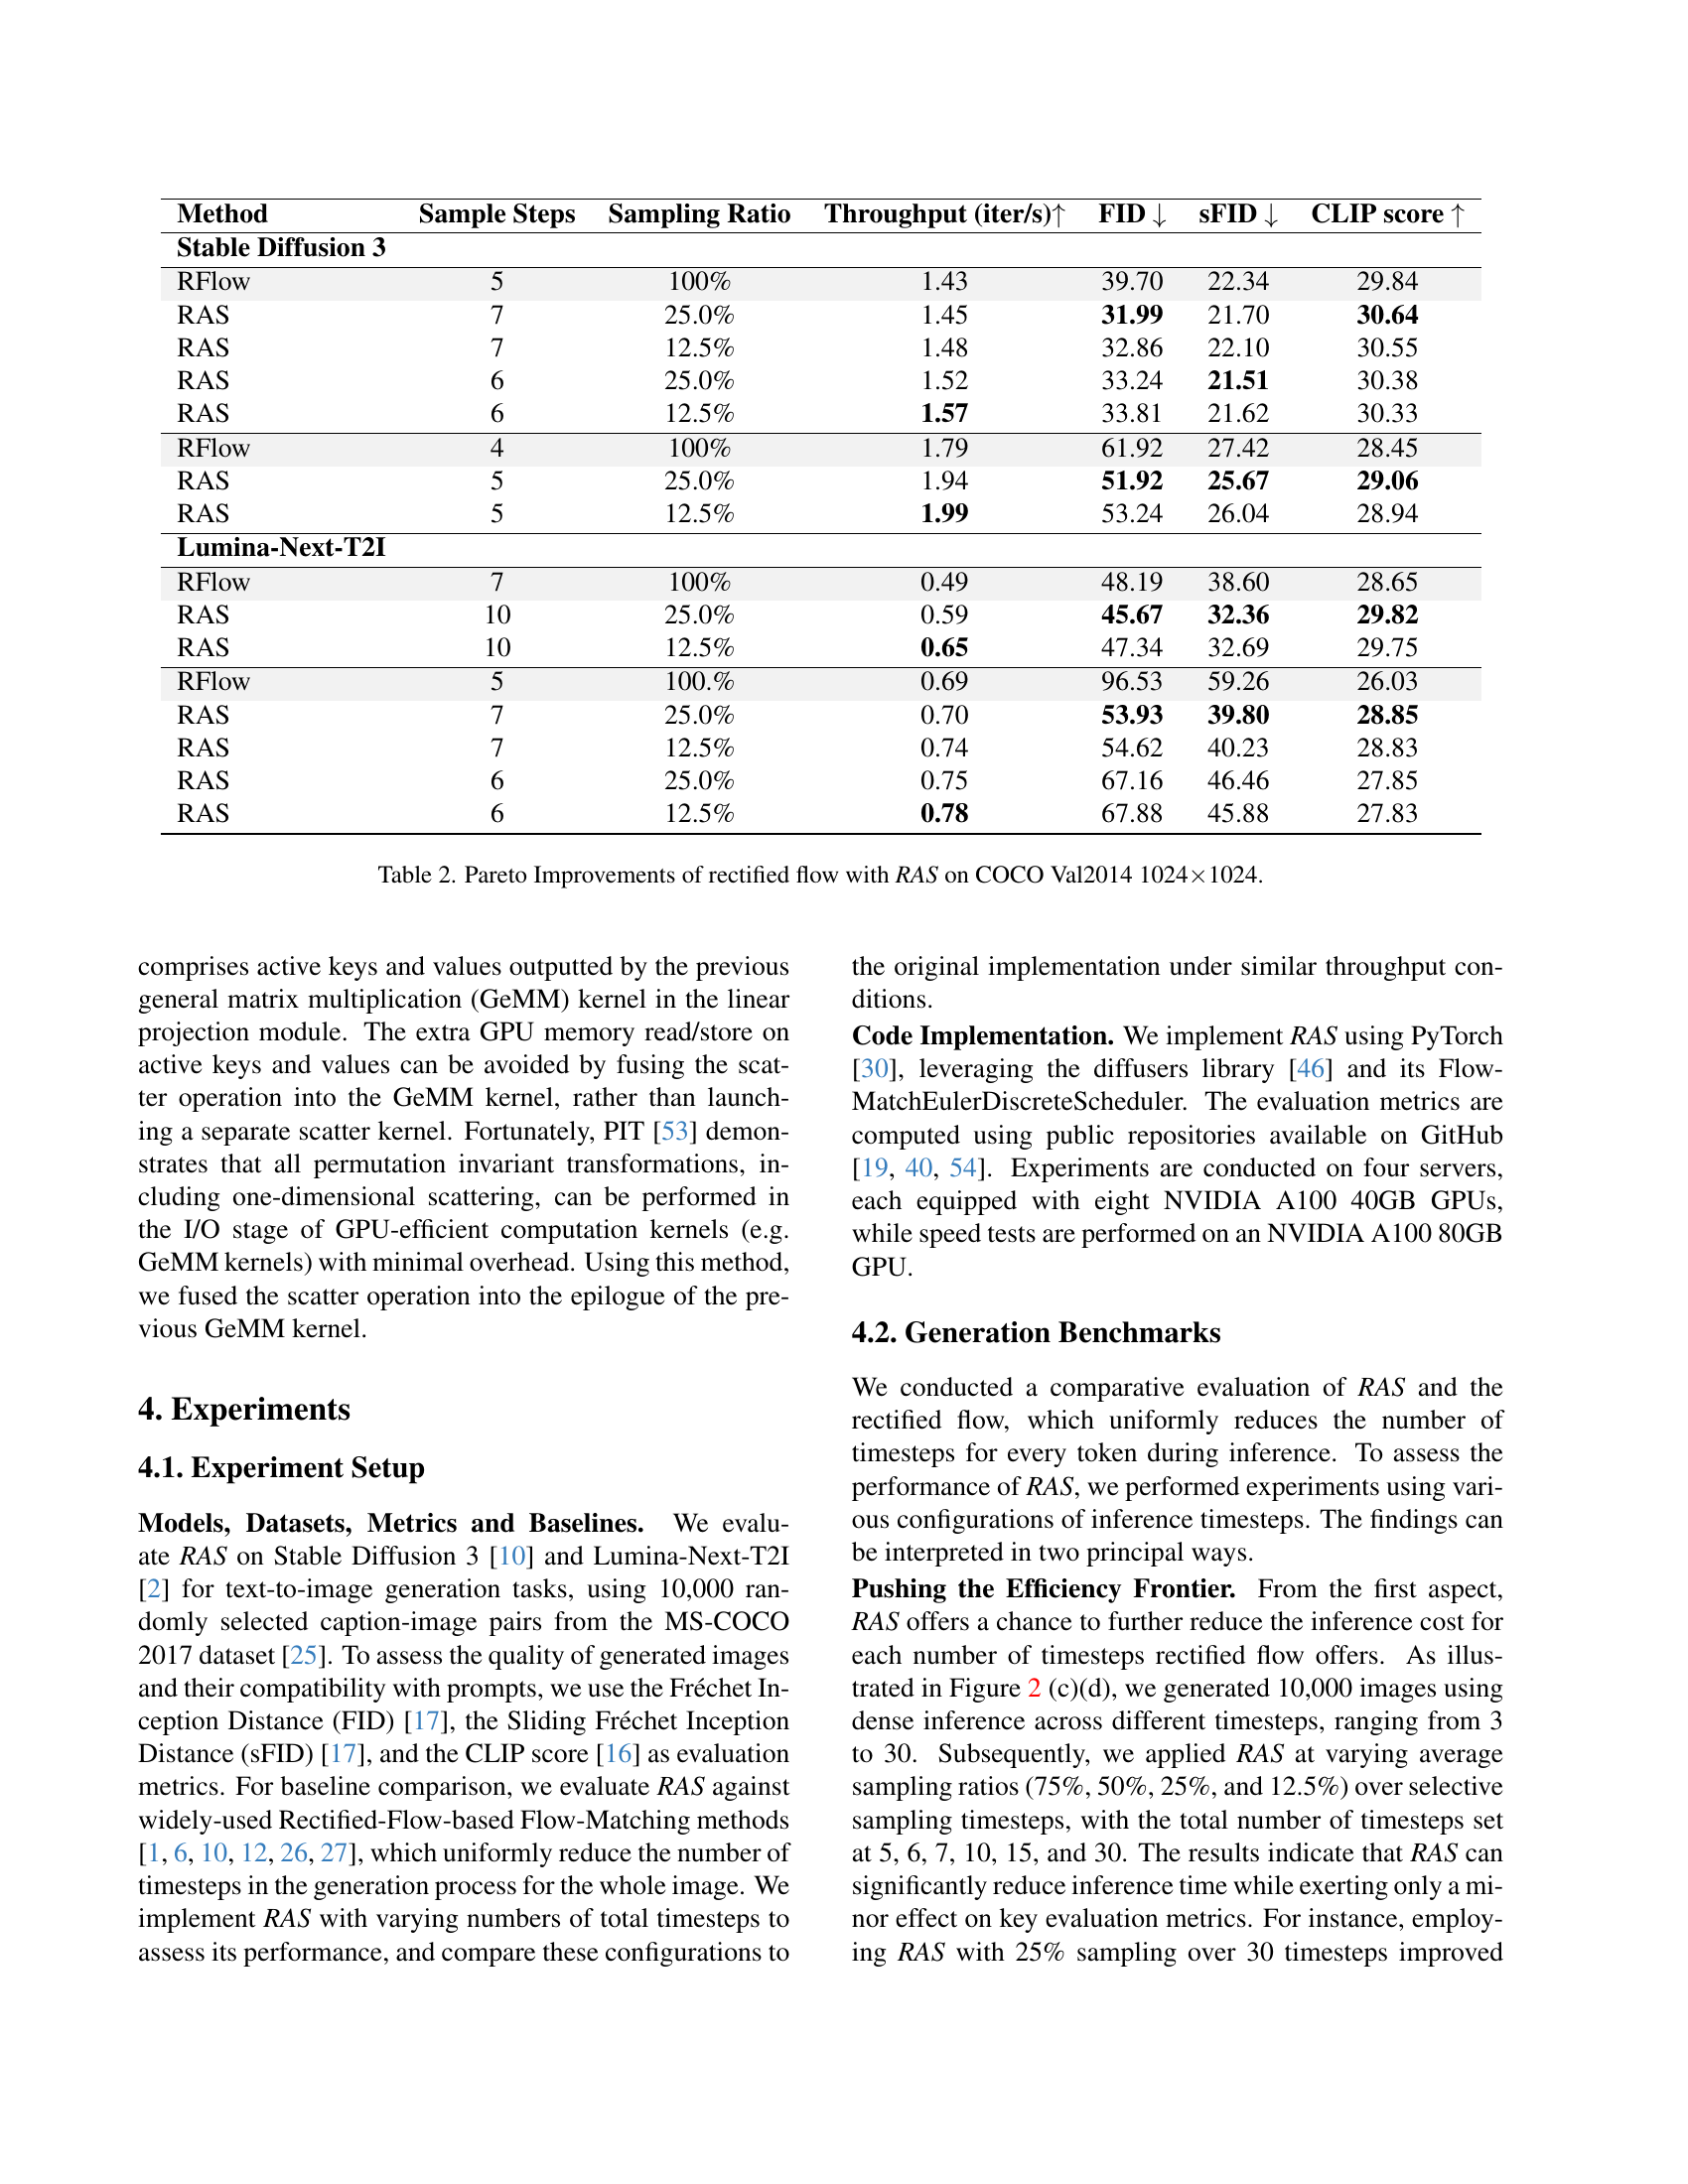 Method Sample Steps Sampling Ratio Throughput (iter/s)↑ FID ↓ sFID ↓ CLIP score ↑
Stable Diffusion 3
RFlow 5 100% 1.43 39.70 22.34 29.84
RAS 7 25.0% 1.45 31.99 21.70 30.64
RAS 7 12.5% 1.48 32.86 22.10 30.55
RAS 6 25.0% 1.52 33.24 21.51 30.38
RAS 6 12.5% 1.57 33.81 21.62 30.33
RFlow 4 100% 1.79 61.92 27.42 28.45
RAS 5 25.0% 1.94 51.92 25.67 29.06
RAS 5 12.5% 1.99 53.24 26.04 28.94
Lumina-Next-T2I
RFlow 7 100% 0.49 48.19 38.60 28.65
RAS 10 25.0% 0.59 45.67 32.36 29.82
RAS 10 12.5% 0.65 47.34 32.69 29.75
RFlow 5 100.% 0.69 96.53 59.26 26.03
RAS 7 25.0% 0.70 53.93 39.80 28.85
RAS 7 12.5% 0.74 54.62 40.23 28.83
RAS 6 25.0% 0.75 67.16 46.46 27.85
RAS 6 12.5% 0.78 67.88 45.88 27.83
Table 2. Pareto Improvements of rectified flow with RAS on COCO Val2014 1024×1024.
comprises active keys and values outputted by the previous
general matrix multiplication (GeMM) kernel in the linear
projection module. The extra GPU memory read/store on
active keys and values can be avoided by fusing the scat-
ter operation into the GeMM kernel, rather than launch-
ing a separate scatter kernel. Fortunately, PIT [53] demon-
strates that all permutation invariant transformations, in-
cluding one-dimensional scattering, can be performed in
the I/O stage of GPU-efficient computation kernels (e.g.
GeMM kernels) with minimal overhead. Using this method,
we fused the scatter operation into the epilogue of the pre-
vious GeMM kernel.
4. Experiments
4.1. Experiment Setup
Models, Datasets, Metrics and Baselines. We evalu-
ate RAS on Stable Diffusion 3 [10] and Lumina-Next-T2I
[2] for text-to-image generation tasks, using 10,000 ran-
domly selected caption-image pairs from the MS-COCO
2017 dataset [25]. To assess the quality of generated images
and their compatibility with prompts, we use the Fréchet In-
ception Distance (FID) [17], the Sliding Fréchet Inception
Distance (sFID) [17], and the CLIP score [16] as evaluation
metrics. For baseline comparison, we evaluate RAS against
widely-used Rectified-Flow-based Flow-Matching methods
[1, 6, 10, 12, 26, 27], which uniformly reduce the number of
timesteps in the generation process for the whole image. We
implement RAS with varying numbers of total timesteps to
assess its performance, and compare these configurations to
the original implementation under similar throughput con-
ditions.
Code Implementation. We implement RAS using PyTorch
[30], leveraging the diffusers library [46] and its Flow-
MatchEulerDiscreteScheduler. The evaluation metrics are
computed using public repositories available on GitHub
[19, 40, 54]. Experiments are conducted on four servers,
each equipped with eight NVIDIA A100 40GB GPUs,
while speed tests are performed on an NVIDIA A100 80GB
GPU.
4.2. Generation Benchmarks
We conducted a comparative evaluation of RAS and the
rectified flow, which uniformly reduces the number of
timesteps for every token during inference. To assess the
performance of RAS, we performed experiments using vari-
ous configurations of inference timesteps. The findings can
be interpreted in two principal ways.
Pushing the Efficiency Frontier. From the first aspect,
RAS offers a chance to further reduce the inference cost for
each number of timesteps rectified flow offers. As illus-
trated in Figure 2 (c)(d), we generated 10,000 images using
dense inference across different timesteps, ranging from 3
to 30. Subsequently, we applied RAS at varying average
sampling ratios (75%, 50%, 25%, and 12.5%) over selective
sampling timesteps, with the total number of timesteps set
at 5, 6, 7, 10, 15, and 30. The results indicate that RAS can
significantly reduce inference time while exerting only a mi-
nor effect on key evaluation metrics. For instance, employ-
ing RAS with 25% sampling over 30 timesteps improved